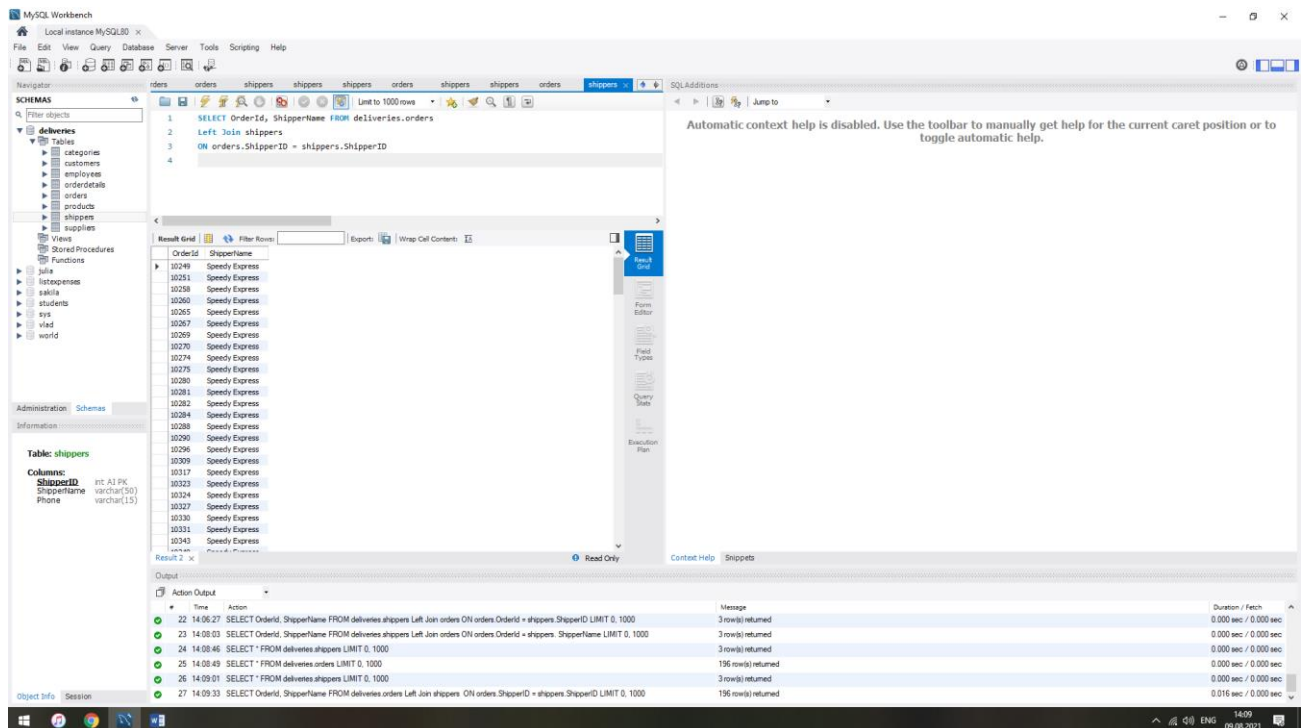 MySQL Workbench
Local instance MySQL80 ×
File Edit View Query Database Server Tools Scripting Help
Navigator
SCHEMAS
Filter objects
deliveries
Tables
categories
customers
employees
orderdetails
orders
products
shippers
suppliers
Views
Stored Procedures
Functions
julia
listexpenses
sakila
students
sys
vlad
world
Administration Schemas
Information
Table: shippers
Columns:
ShipperID int AI PK
ShipperName varchar(50)
Phone varchar(15)
Object Info Session
rders orders shippers shippers shippers orders shippers shippers orders shippers ×
Limit to 1000 rows
1 SELECT OrderId, ShipperName FROM deliveries.orders
2 Left Join shippers
3 ON orders.ShipperID = shippers.ShipperID
4
Result Grid Filter Rows: Export: Wrap Cell Content:
OrderId ShipperName
10249 Speedy Express
10251 Speedy Express
10258 Speedy Express
10260 Speedy Express
10265 Speedy Express
10267 Speedy Express
10269 Speedy Express
10270 Speedy Express
10274 Speedy Express
10275 Speedy Express
10280 Speedy Express
10281 Speedy Express
10282 Speedy Express
10284 Speedy Express
10288 Speedy Express
10290 Speedy Express
10296 Speedy Express
10309 Speedy Express
10317 Speedy Express
10323 Speedy Express
10324 Speedy Express
10327 Speedy Express
10330 Speedy Express
10331 Speedy Express
10343 Speedy Express
Result Grid
Form Editor
Field Types
Query Stats
Execution Plan
Result 2 × Read Only
SQLAdditions
Jump to
Automatic context help is disabled. Use the toolbar to manually get help for the current caret position or to
toggle automatic help.
Context Help Snippets
Output
Action Output
# Time Action Message Duration / Fetch
22 14:06:27 SELECT OrderId, ShipperName FROM deliveries.shippers Left Join orders ON orders.OrderId = shippers.ShipperID LIMIT 0, 1000 3 row(s) returned 0.000 sec / 0.000 sec
23 14:08:03 SELECT OrderId, ShipperName FROM deliveries.shippers Left Join orders ON orders.OrderId = shippers. ShipperName LIMIT 0, 1000 3 row(s) returned 0.000 sec / 0.000 sec
24 14:08:46 SELECT * FROM deliveries.shippers LIMIT 0, 1000 3 row(s) returned 0.000 sec / 0.000 sec
25 14:08:49 SELECT * FROM deliveries.orders LIMIT 0, 1000 196 row(s) returned 0.000 sec / 0.000 sec
26 14:09:01 SELECT * FROM deliveries.shippers LIMIT 0, 1000 3 row(s) returned 0.000 sec / 0.000 sec
27 14:09:33 SELECT OrderId, ShipperName FROM deliveries.orders Left Join shippers ON orders.ShipperID = shippers.ShipperID LIMIT 0, 1000 196 row(s) returned 0.016 sec / 0.000 sec
ENG 14:09
09.08.2021